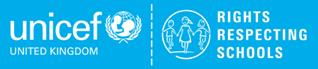 unicef
UNITED KINGDOM
RIGHTS
RESPECTING
SCHOOLS